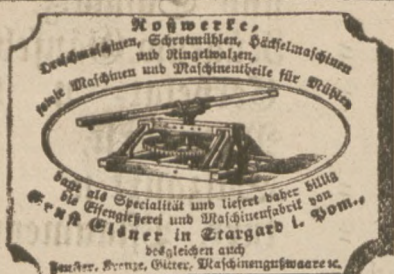 Roßwerke,
Dreschmaschinen, Schrotmühlen, Häckselmaschinen
und Ringelwalzen,
sowie Maschinen und Maschinentheile für Mühlen
baut als Specialität und liefert daher billig
die Eisengießerei und Maschinenfabrik von
Ernst Elsner in Stargard i. Pom.,
desgleichen auch
Fenster, Kreuze, Gitter, Maschinengußwaare ꝛc.